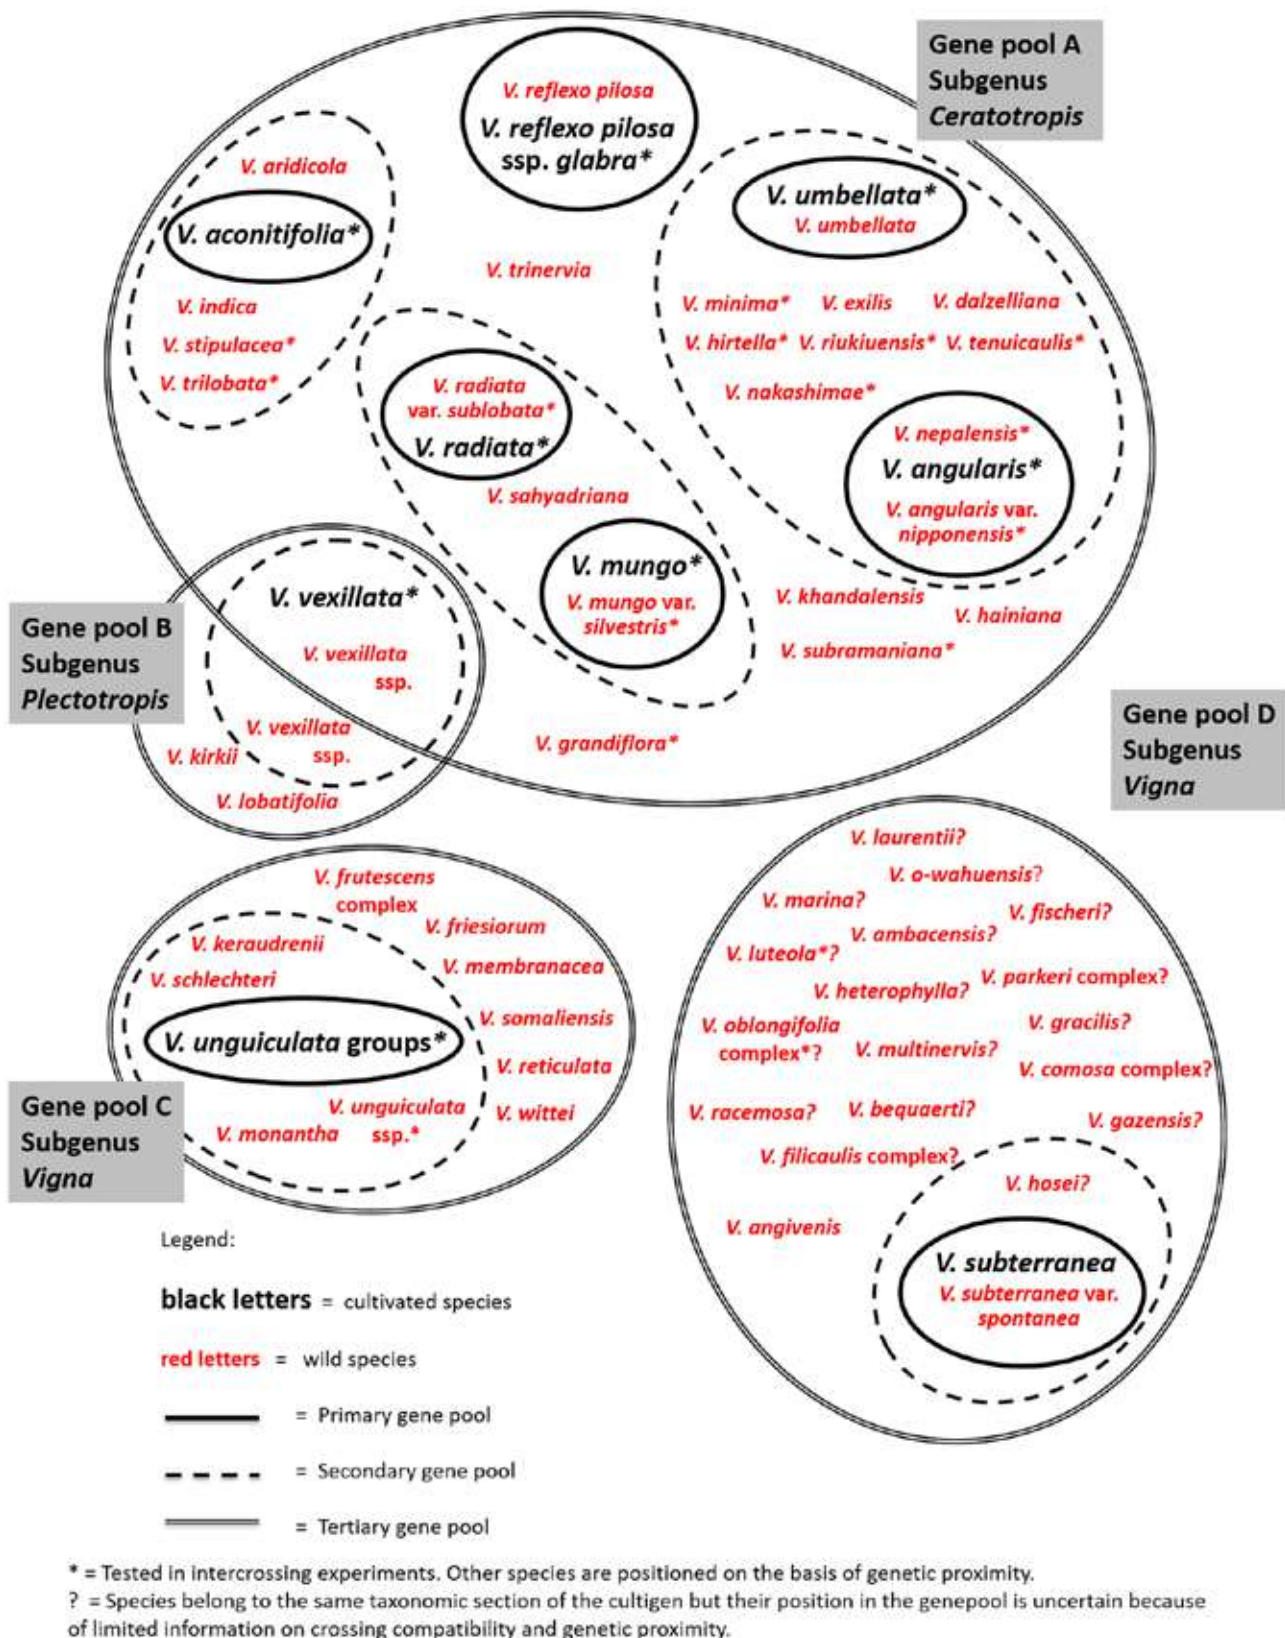 Gene pool A
Subgenus
Ceratotropis
V. reflexo pilosa
V. reflexo pilosa
ssp. glabra*
V. aridicola
V. aconitifolia*
V. indica
V. stipulacea*
V. trilobata*
V. umbellata*
V. umbellata
V. trinervia
V. minima* V. exilis V. dalzelliana
V. hirtella* V. riukiuensis* V. tenuicaulis*
V. nakashimae*
V. radiata
var. sublobata*
V. radiata*
V. sahyadriana
V. nepalensis*
V. angularis*
V. angularis var.
nipponensis*
V. mungo*
V. mungo var.
silvestris*
V. khandalensis
V. hainiana
V. subramaniana*
V. grandiflora*
Gene pool B
Subgenus
Plectotropis
V. vexillata*
V. vexillata
ssp.
V. vexillata
ssp.
V. kirkii
V. lobatifolia
Gene pool D
Subgenus
Vigna
V. frutescens
complex
V. friesiorum
V. keraudrenii
V. schlechteri
V. membranacea
V. somaliensis
V. unguiculata groups*
V. reticulata
V. unguiculata
ssp.*
V. monantha
V. wittei
Gene pool C
Subgenus
Vigna
V. laurentii?
V. o-wahuensis?
V. marina?
V. fischeri?
V. ambacensis?
V. luteola*?
V. parkeri complex?
V. heterophylla?
V. oblongifolia
complex*?
V. gracilis?
V. multinervis?
V. comosa complex?
V. racemosa?
V. bequaerti?
V. gazensis?
V. filicaulis complex?
V. hosei?
V. angivenis
V. subterranea
V. subterranea var.
spontanea
Legend:
black letters = cultivated species
red letters = wild species
= Primary gene pool
= Secondary gene pool
= Tertiary gene pool
* = Tested in intercrossing experiments. Other species are positioned on the basis of genetic proximity.
? = Species belong to the same taxonomic section of the cultigen but their position in the genepool is uncertain because
of limited information on crossing compatibility and genetic proximity.